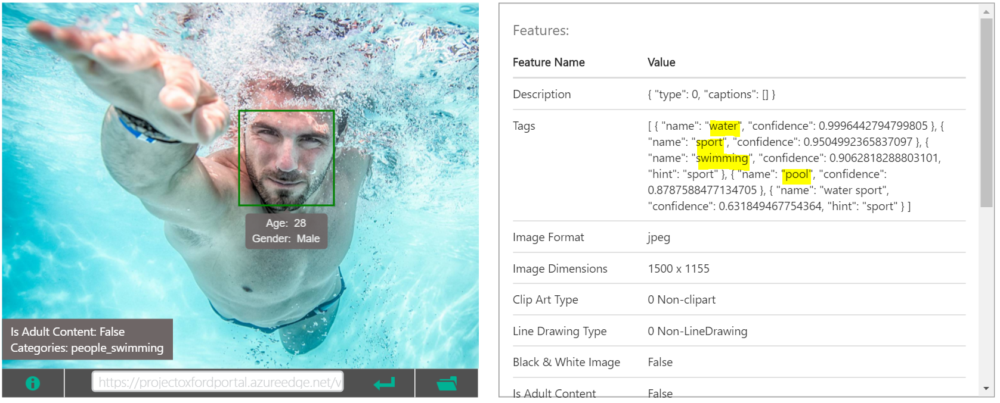 Age: 28
Gender: Male
Is Adult Content: False
Categories: people_swimming
https://projectoxfordportal.azureedge.net/v
Features:
Feature Name Value
Description { "type": 0, "captions": [] }
Tags [ { "name": "water", "confidence": 0.9996442794799805 }, {
"name": "sport", "confidence": 0.9504992365837097 }, {
"name": "swimming", "confidence": 0.9062818288803101,
"hint": "sport" }, { "name": "pool", "confidence":
0.8787588477134705 }, { "name": "water sport",
"confidence": 0.631849467754364, "hint": "sport" } ]
Image Format jpeg
Image Dimensions 1500 x 1155
Clip Art Type 0 Non-clipart
Line Drawing Type 0 Non-LineDrawing
Black & White Image False
Is Adult Content False